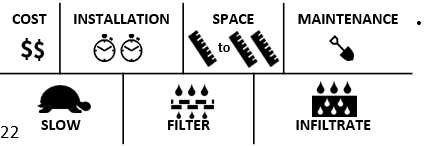 COST INSTALLATION SPACE MAINTENANCE •
$$ to
SLOW FILTER INFILTRATE
22